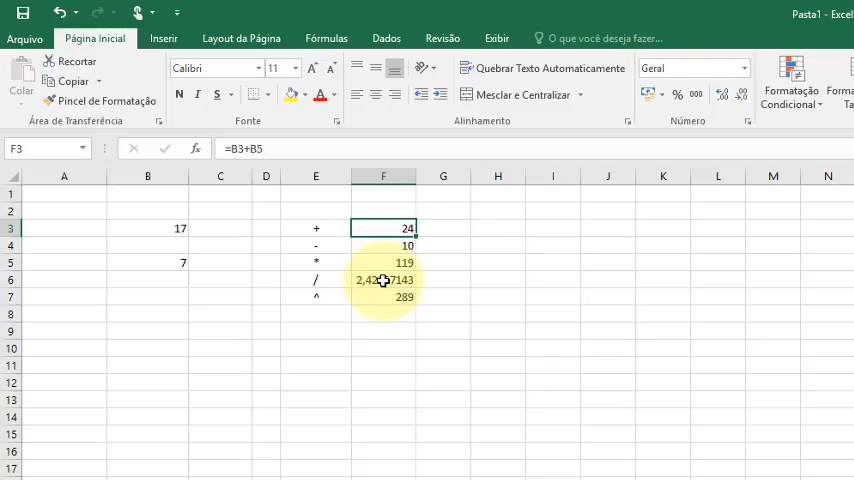 Pasta1 - Excel
Arquivo Página Inicial Inserir Layout da Página Fórmulas Dados Revisão Exibir O que você deseja fazer...
Colar
Recortar
Copiar
Pincel de Formatação
Área de Transferência
Calibri 11
N I S A
Fonte
Quebrar Texto Automaticamente
Mesclar e Centralizar
Alinhamento
Geral
% 000
Número
Formatação
Condicional
F3 fx =B3+B5
A B C D E F G H I J K L M N
1
2
3 17 + 24
4 - 10
5 7 * 119
6 /
7 ^ 289
8
9
10
11
12
13
14
15
16
17